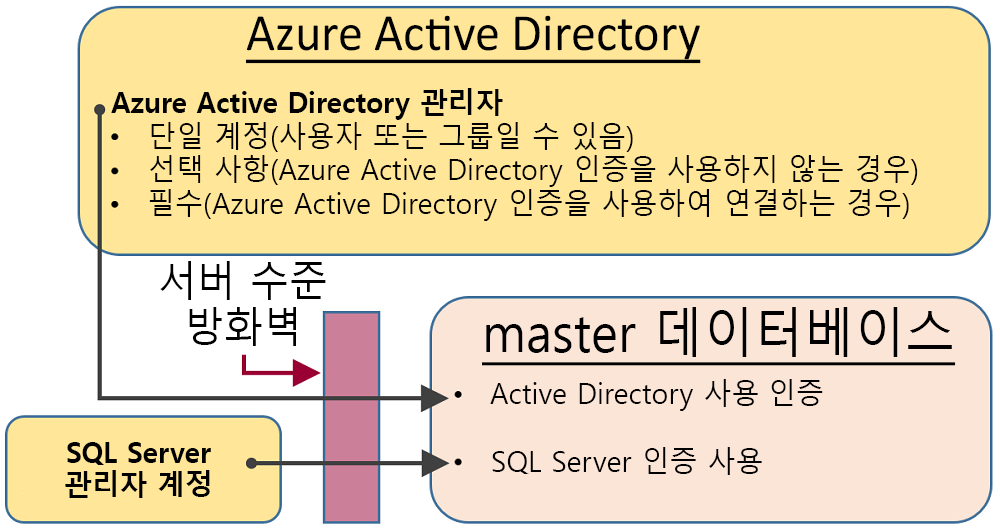 Azure Active Directory
Azure Active Directory 관리자
• 단일 계정(사용자 또는 그룹일 수 있음)
• 선택 사항(Azure Active Directory 인증을 사용하지 않는 경우)
• 필수(Azure Active Directory 인증을 사용하여 연결하는 경우)
서버 수준
방화벽
master 데이터베이스
• Active Directory 사용 인증
• SQL Server 인증 사용
SQL Server
관리자 계정